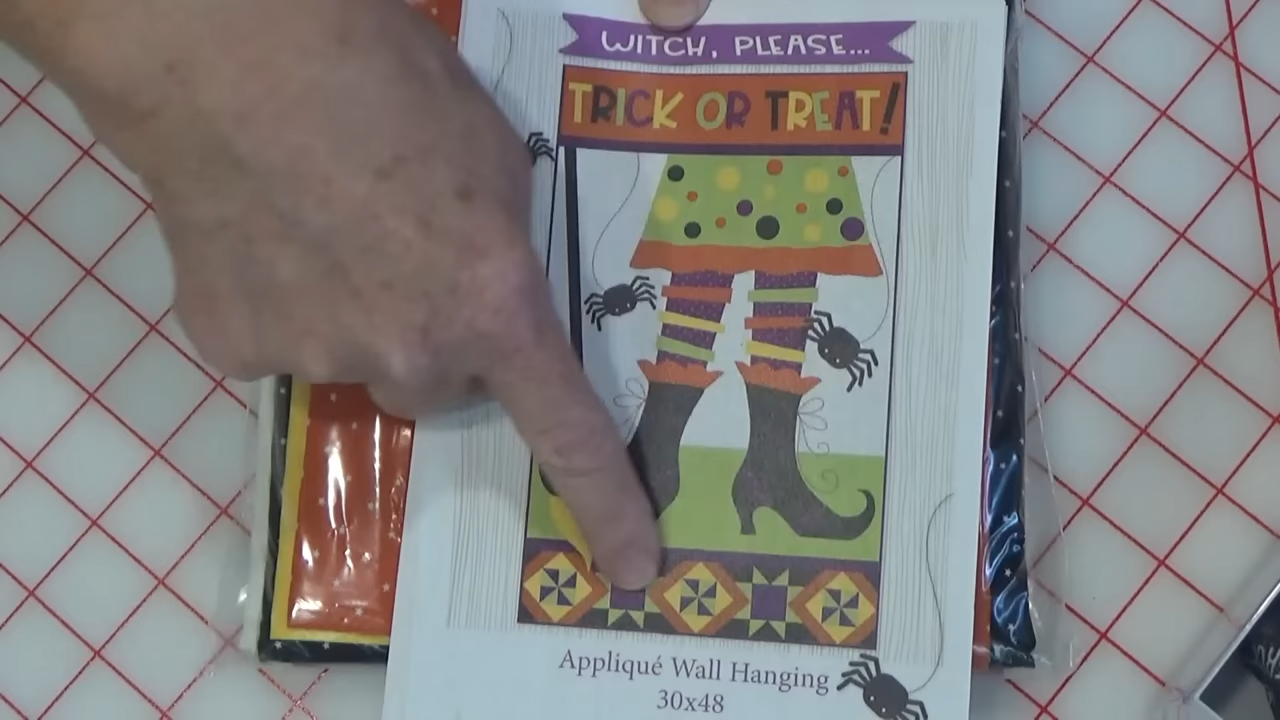 WITCH, PLEASE...
TRICK OR TREAT!
Appliqué Wall Hanging
30x48